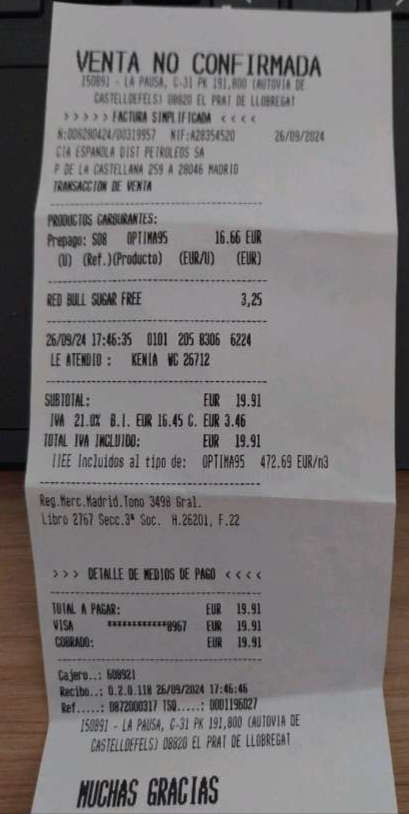 VENTA NO CONFIRMADA
I50891 - LA PAUSA, C-31 PK 191,800 (AUTOVIA DE
CASTELLDEFELS) 08820 EL PRAT DE LLOBREGAT
> > > > > FACTURA SIMPLIFICADA < < < <
N:006280424/00319957 NIF:A28354520 26/09/2024
CIA ESPANOLA DIST PETROLEOS SA
P DE LA CASTELLANA 259 A 28046 MADRID
TRANSACCION DE VENTA
PRODUCTOS CARBURANTES:
Prepago: S08 OPTIMA95 16.66 EUR
(U) (Ref.)(Producto) (EUR/U) (EUR)
RED BULL SUGAR FREE 3,25
26/09/24 17:46:35 0101 205 8306 6224
LE ATENDIO : KENIA WC 26712
SUBTOTAL: EUR 19.91
IVA 21.0% B.I. EUR 16.45 C. EUR 3.46
TOTAL IVA INCLUIDO: EUR 19.91
IIEE Incluidos al tipo de: OPTIMA95 472.69 EUR/m3
Reg.Merc.Madrid.Tomo 3498 Gral.
Libro 2767 Secc.3ª Soc. H.26201, F.22
> > > DETALLE DE MEDIOS DE PAGO < < < <
TOTAL A PAGAR: EUR 19.91
VISA ************8967 EUR 19.91
COBRADO: EUR 19.91
Cajero..: 608921
Recibo..: 0.2.0.118 26/09/2024 17:46:46
Ref.....: 0872000317 TSQ.....: 0001196027
I50891 - LA PAUSA, C-31 PK 191,800 (AUTOVIA DE
CASTELLDEFELS) 08820 EL PRAT DE LLOBREGAT
MUCHAS GRACIAS